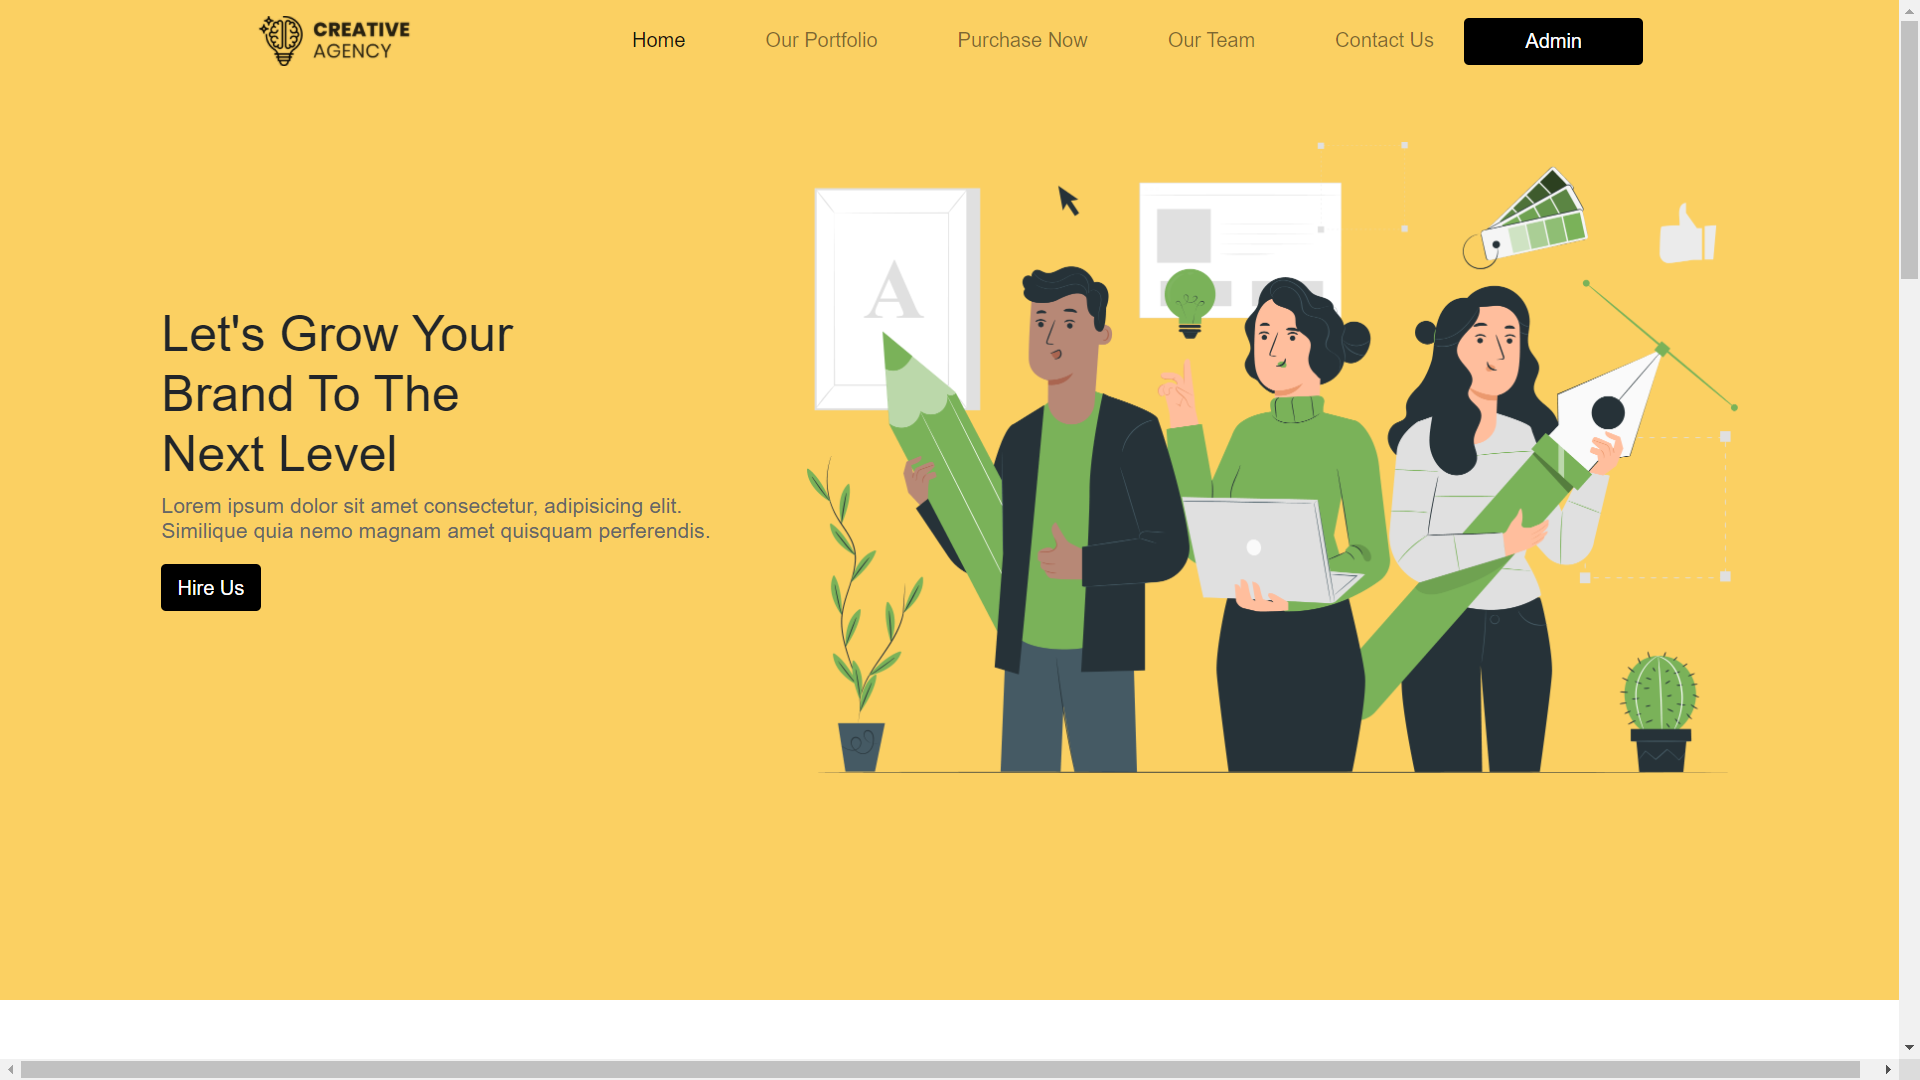 CREATIVE
AGENCY
Home Our Portfolio Purchase Now Our Team Contact Us Admin
A
Let's Grow Your
Brand To The
Next Level
Lorem ipsum dolor sit amet consectetur, adipisicing elit.
Similique quia nemo magnam amet quisquam perferendis.
Hire Us